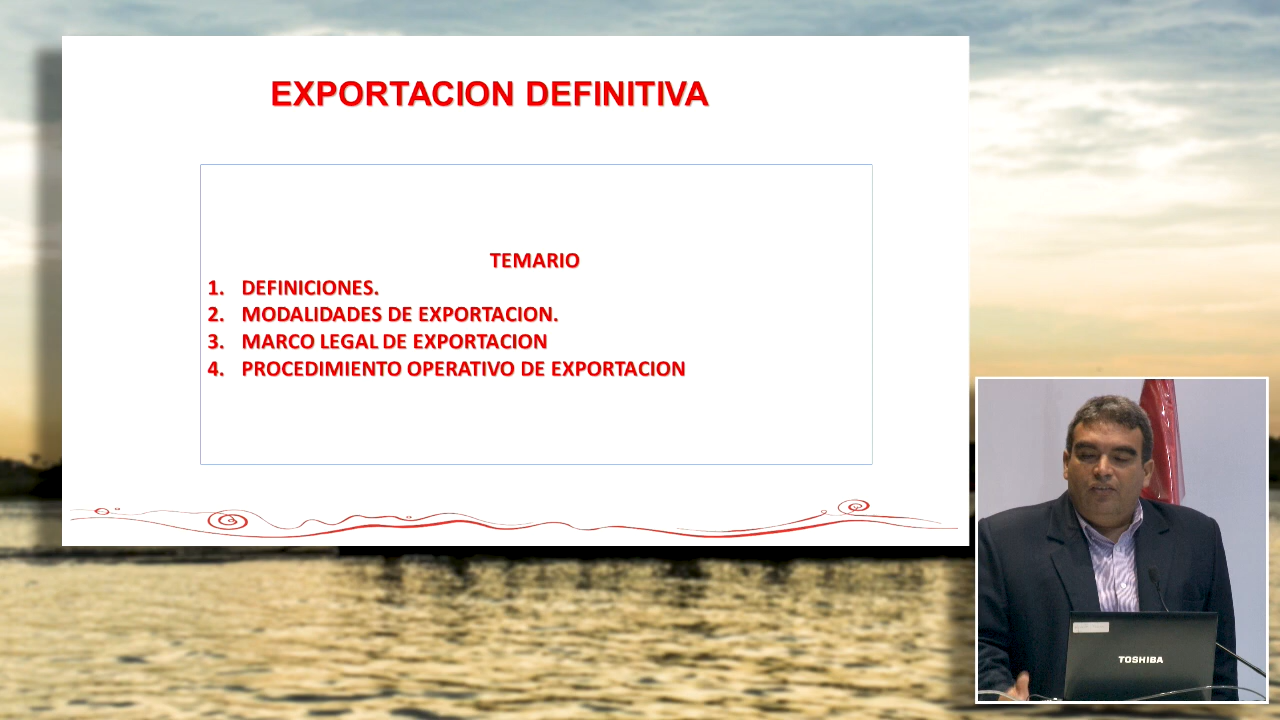 EXPORTACION DEFINITIVA
TEMARIO
1. DEFINICIONES.
2. MODALIDADES DE EXPORTACION.
3. MARCO LEGAL DE EXPORTACION
4. PROCEDIMIENTO OPERATIVO DE EXPORTACION
TOSHIBA